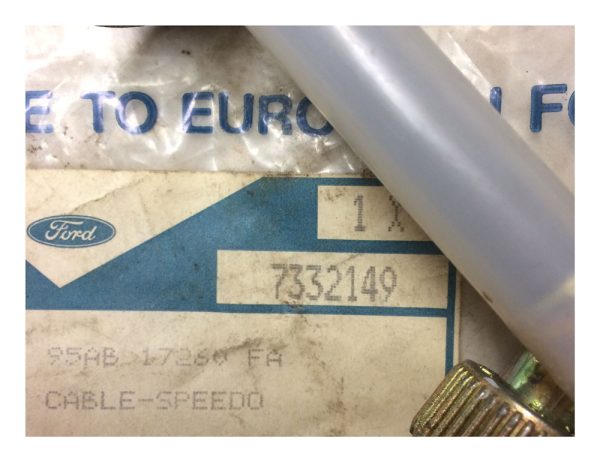 E TO EURO
Ford
1 X
7332149
95AB 17260 FA
CABLE-SPEEDO